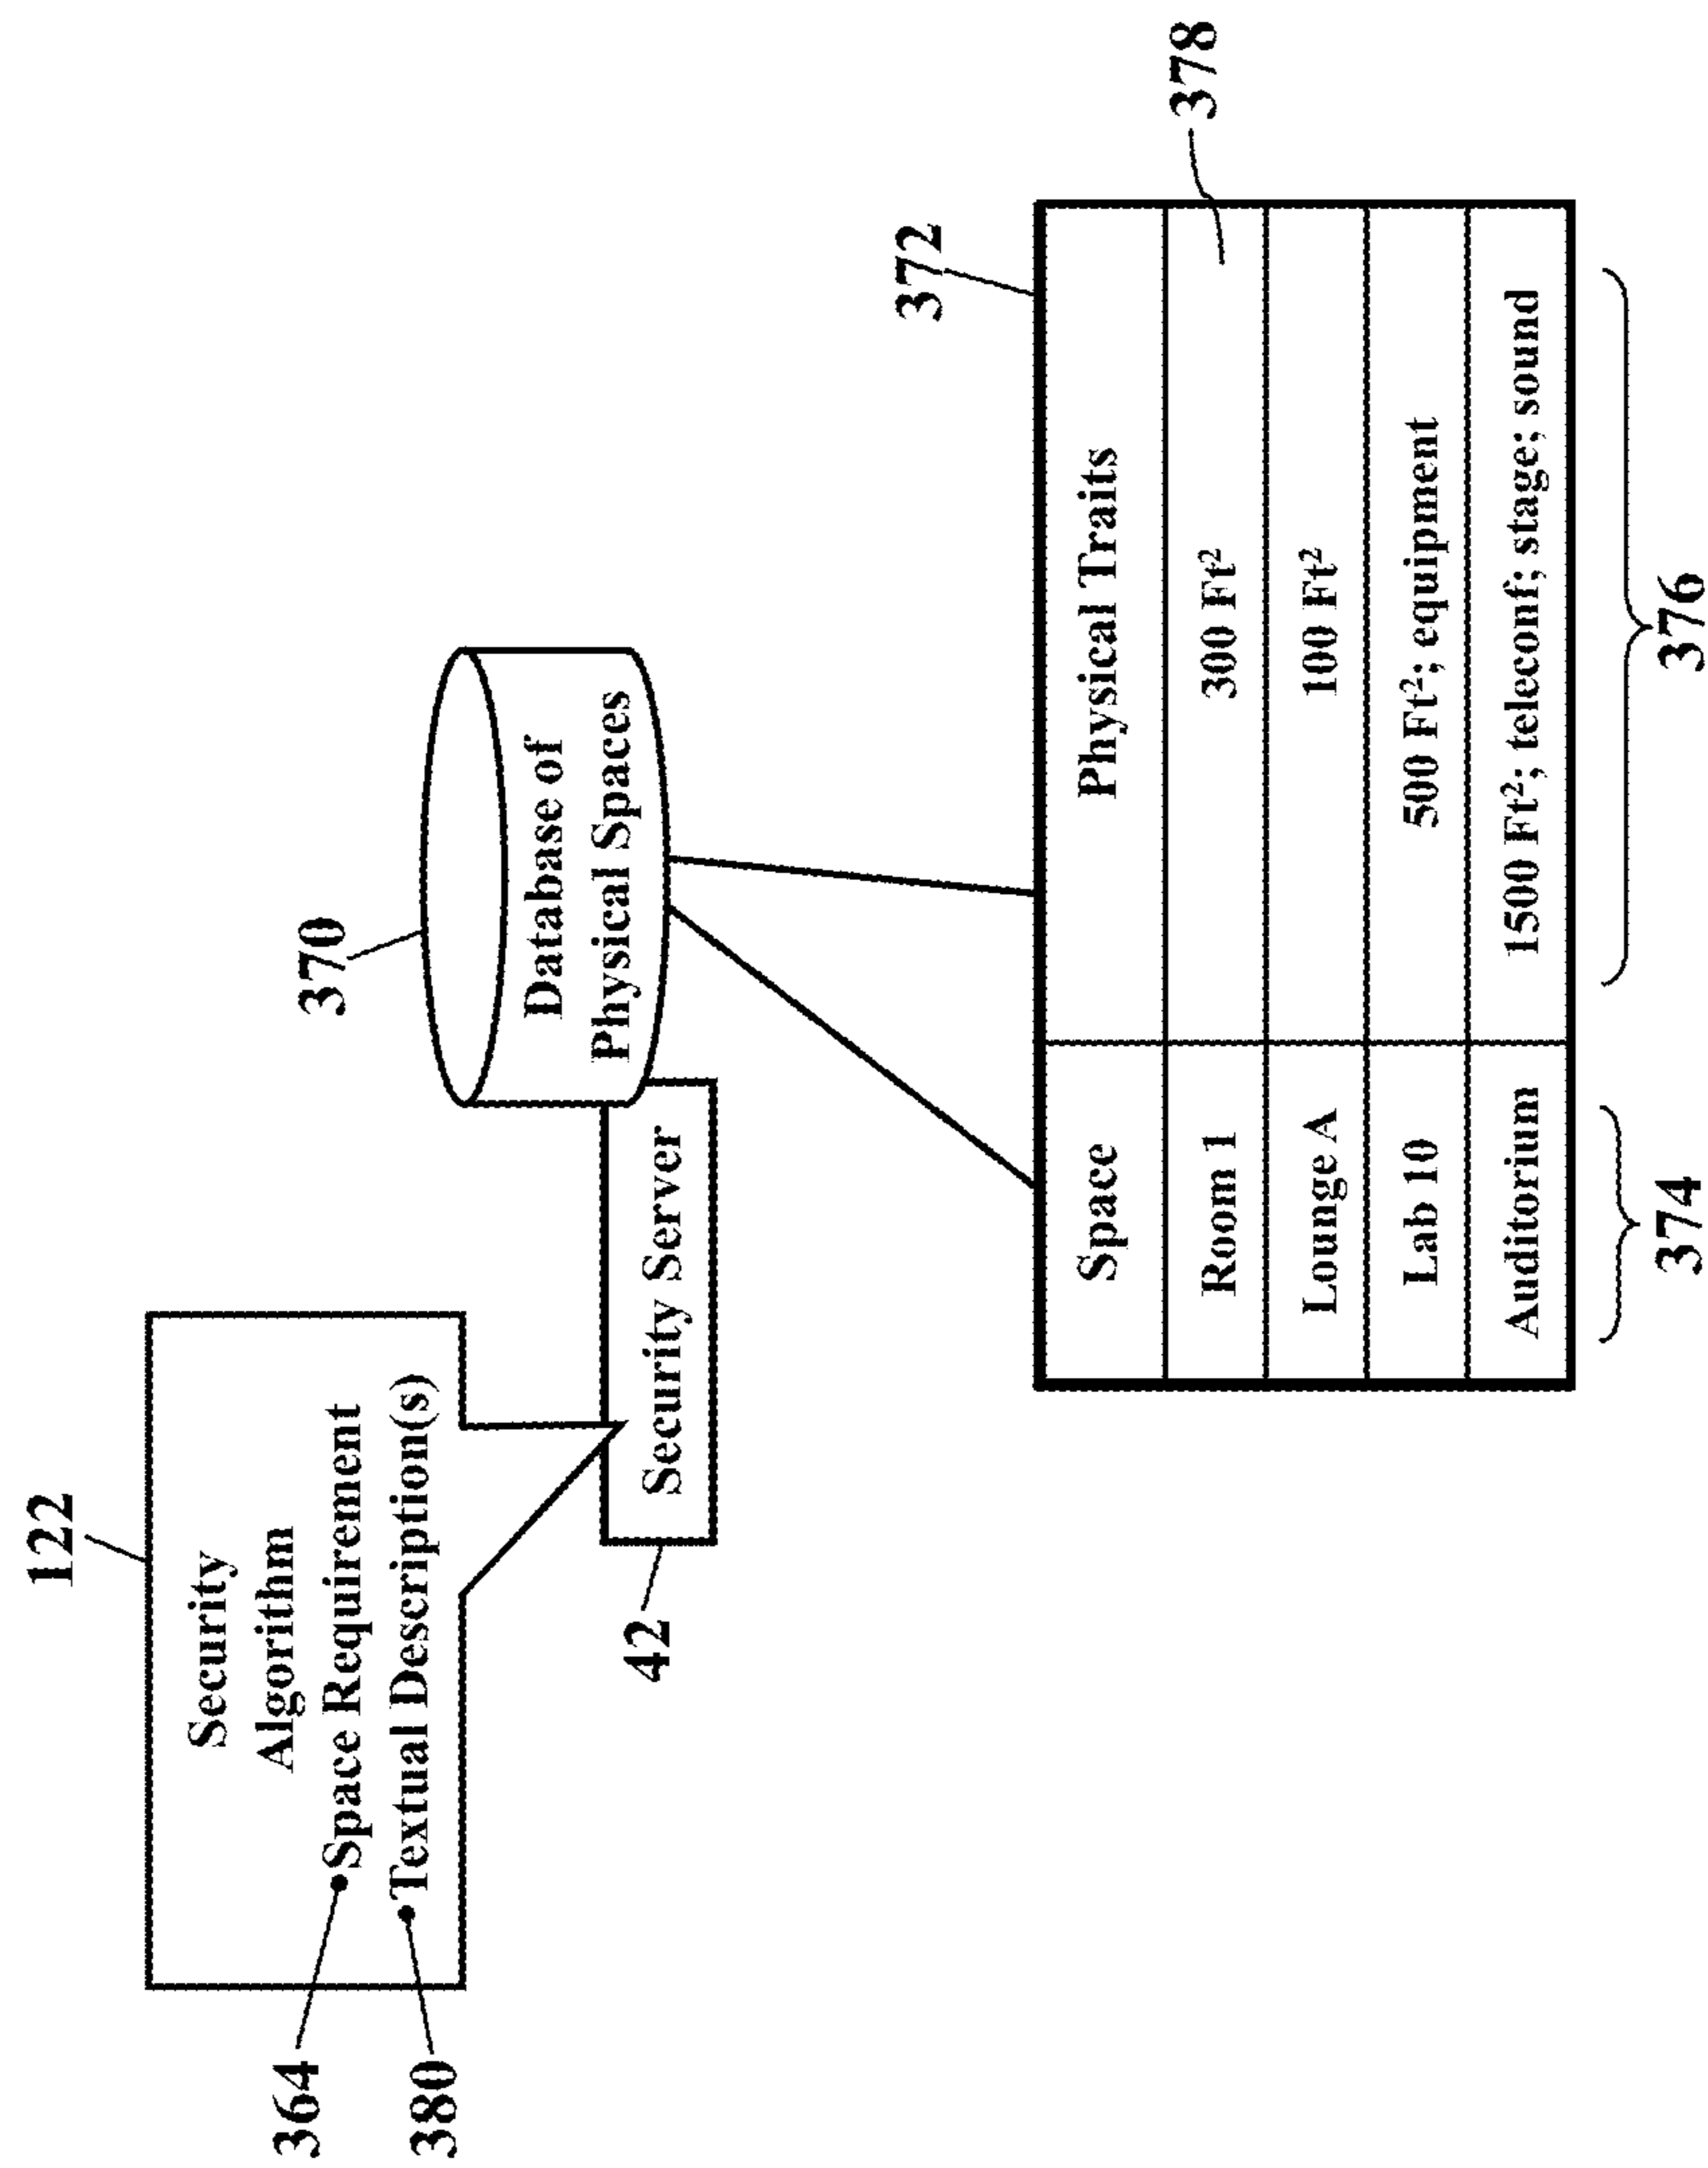 122
Security
Algorithm
364
Space Requirement
380
Textual Description(s)
370
Database of
Physical Spaces
42
Security Server
372
Space Physical Traits
Room 1 300 Ft²
378
Lounge A 100 Ft²
Lab 10 500 Ft²; equipment
Auditorium 1500 Ft²; teleconf; stage; sound
374 376